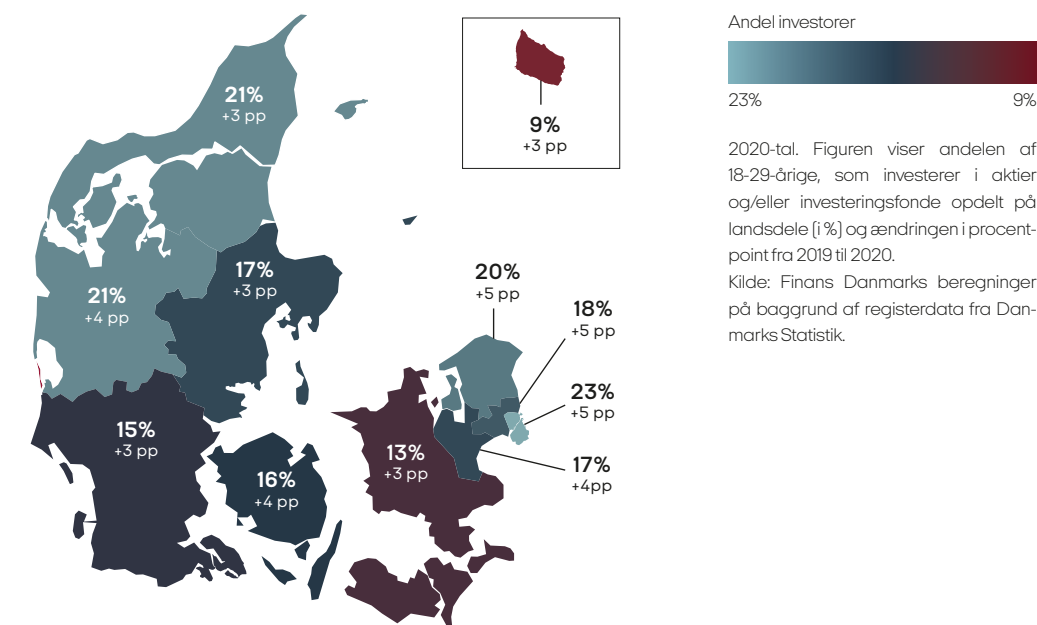 21%
+3 pp
9%
+3 pp
17%
+3 pp
21%
+4 pp
20%
+5 pp
18%
+5 pp
23%
+5 pp
15%
+3 pp
13%
+3 pp
17%
+4pp
16%
+4 pp
Andel investorer
23% 9%
2020-tal. Figuren viser andelen af
18-29-årige, som investerer i aktier
og/eller investeringsfonde opdelt på
landsdele (i %) og ændringen i procent-
point fra 2019 til 2020.
Kilde: Finans Danmarks beregninger
på baggrund af registerdata fra Dan-
marks Statistik.